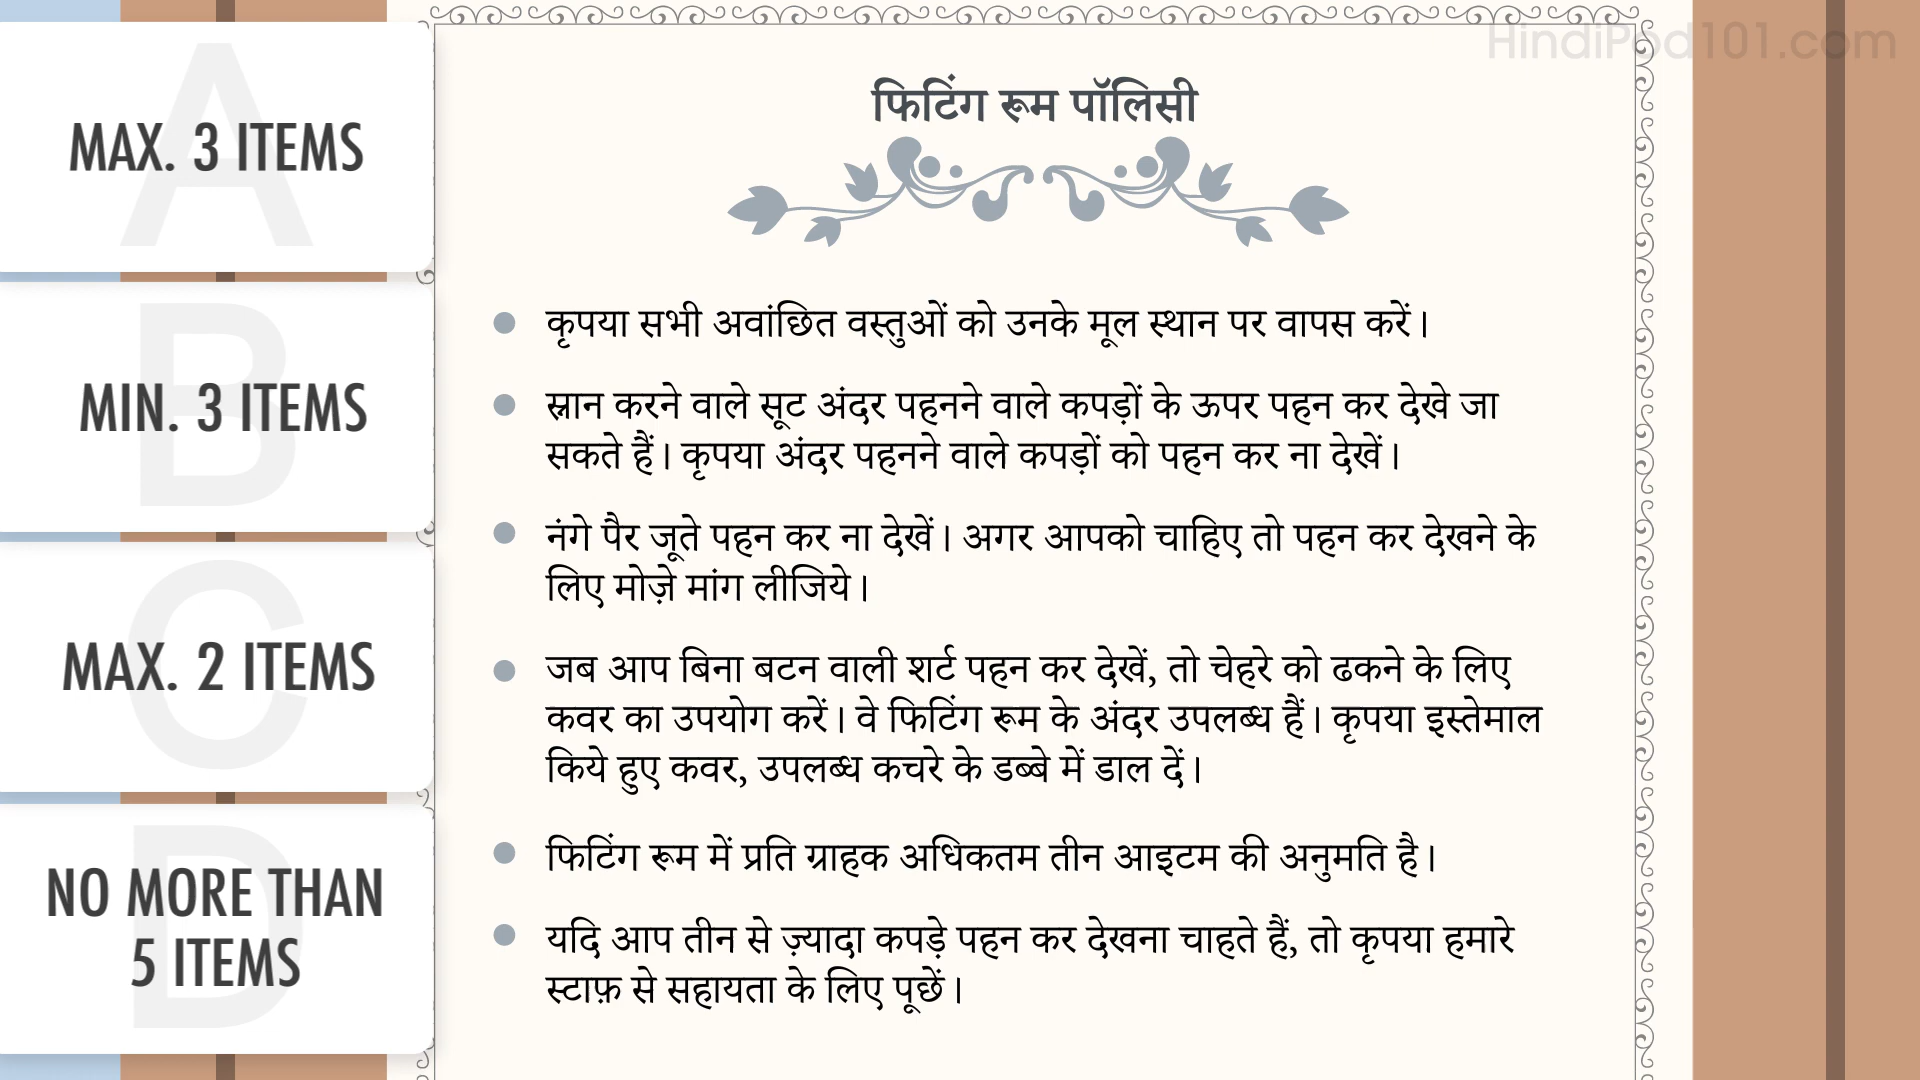 HindiPod101.com
A
MAX. 3 ITEMS
B
MIN. 3 ITEMS
C
MAX. 2 ITEMS
D
NO MORE THAN
5 ITEMS
फिटिंग रूम पॉलिसी
कृपया सभी अवांछित वस्तुओं को उनके मूल स्थान पर वापस करें।
स्नान करने वाले सूट अंदर पहनने वाले कपड़ों के ऊपर पहन कर देखे जा
सकते हैं। कृपया अंदर पहनने वाले कपड़ों को पहन कर ना देखें।
नंगे पैर जूते पहन कर ना देखें। अगर आपको चाहिए तो पहन कर देखने के
लिए मोज़े मांग लीजिये।
जब आप बिना बटन वाली शर्ट पहन कर देखें, तो चेहरे को ढकने के लिए
कवर का उपयोग करें। वे फिटिंग रूम के अंदर उपलब्ध हैं। कृपया इस्तेमाल
किये हुए कवर, उपलब्ध कचरे के डब्बे में डाल दें।
फिटिंग रूम में प्रति ग्राहक अधिकतम तीन आइटम की अनुमति है।
यदि आप तीन से ज़्यादा कपड़े पहन कर देखना चाहते हैं, तो कृपया हमारे
स्टाफ़ से सहायता के लिए पूछें।